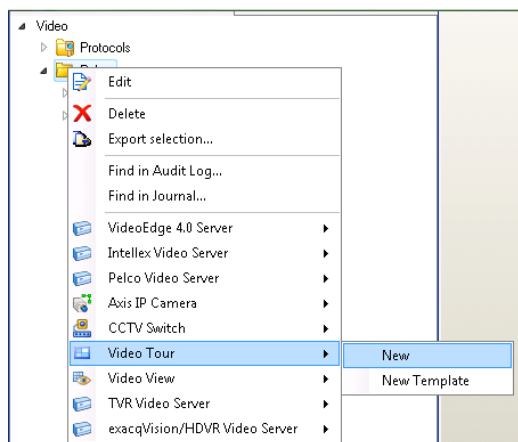 Video
Protocols
Edit
Delete
Export selection...
Find in Audit Log...
Find in Journal...
VideoEdge 4.0 Server
Intellex Video Server
Pelco Video Server
Axis IP Camera
CCTV Switch
Video Tour
New
Video View
New Template
TVR Video Server
exacqVision/HDVR Video Server